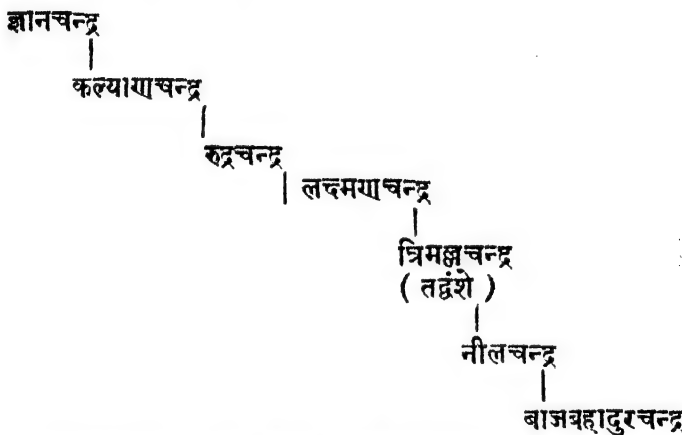 ज्ञानचन्द्र
कल्याणचन्द्र
रुद्रचन्द्र
लक्ष्मणचन्द्र
त्रिमल्लचन्द्र
( तद्वंशे )
नीलचन्द्र
बाजबहादुरचन्द्र